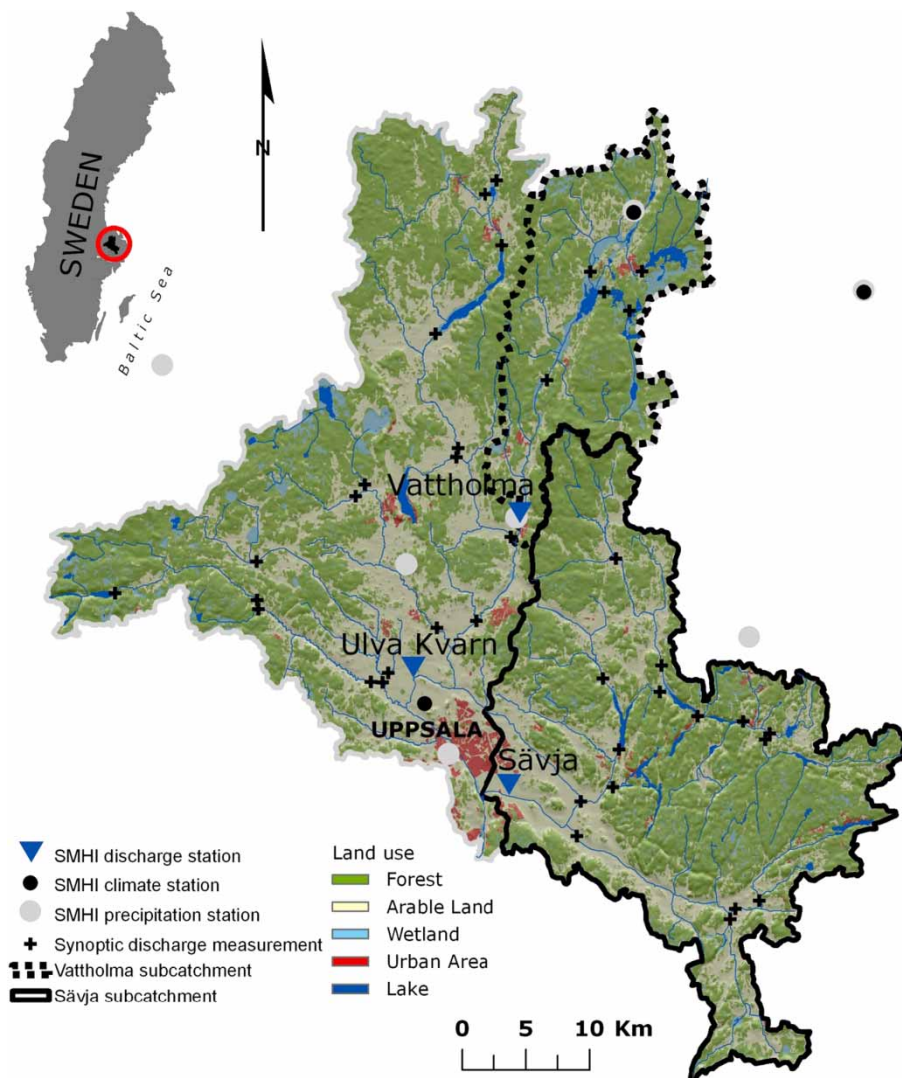 SWEDEN
Baltic Sea
N
Vattholma
Ulva Kvarn
UPPSALA
Sävja
SMHI discharge station
SMHI climate station
SMHI precipitation station
Synoptic discharge measurement
Vattholma subcatchment
Sävja subcatchment
Land use
Forest
Arable Land
Wetland
Urban Area
Lake
0 5 10 Km